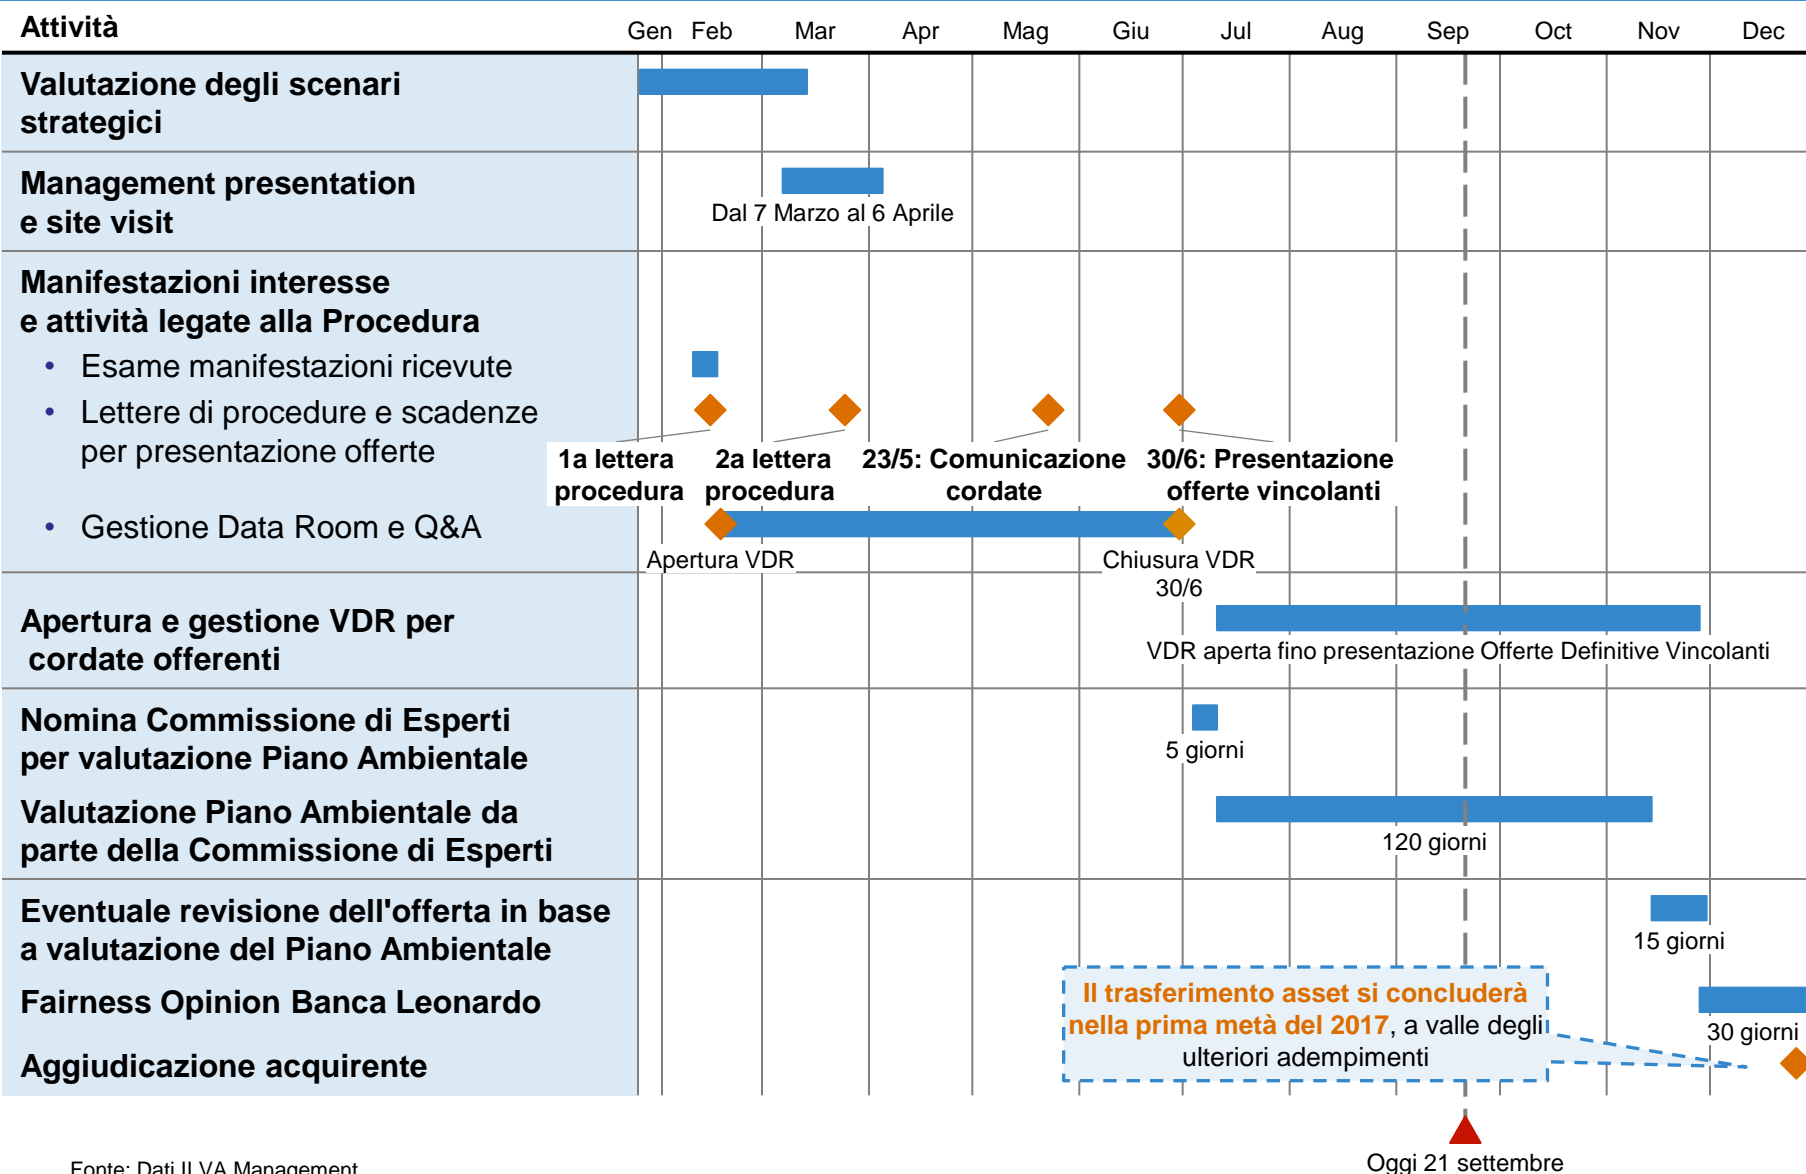 Attività Gen Feb Mar Apr Mag Giu Jul Aug Sep Oct Nov Dec
Valutazione degli scenari
strategici
Management presentation
e site visit
Dal 7 Marzo al 6 Aprile
Manifestazioni interesse
e attività legate alla Procedura
• Esame manifestazioni ricevute
• Lettere di procedure e scadenze
per presentazione offerte
1a lettera
procedura
2a lettera
procedura
23/5: Comunicazione
cordate
30/6: Presentazione
offerte vincolanti
• Gestione Data Room e Q&A
Apertura VDR
Chiusura VDR
30/6
Apertura e gestione VDR per
cordate offerenti
VDR aperta fino presentazione Offerte Definitive Vincolanti
Nomina Commissione di Esperti
per valutazione Piano Ambientale
5 giorni
Valutazione Piano Ambientale da
parte della Commissione di Esperti
120 giorni
Eventuale revisione dell'offerta in base
a valutazione del Piano Ambientale
15 giorni
Fairness Opinion Banca Leonardo
30 giorni
Il trasferimento asset si concluderà
nella prima metà del 2017, a valle degli
ulteriori adempimenti
Aggiudicazione acquirente
Oggi 21 settembre
Fonte: Dati ILVA Management